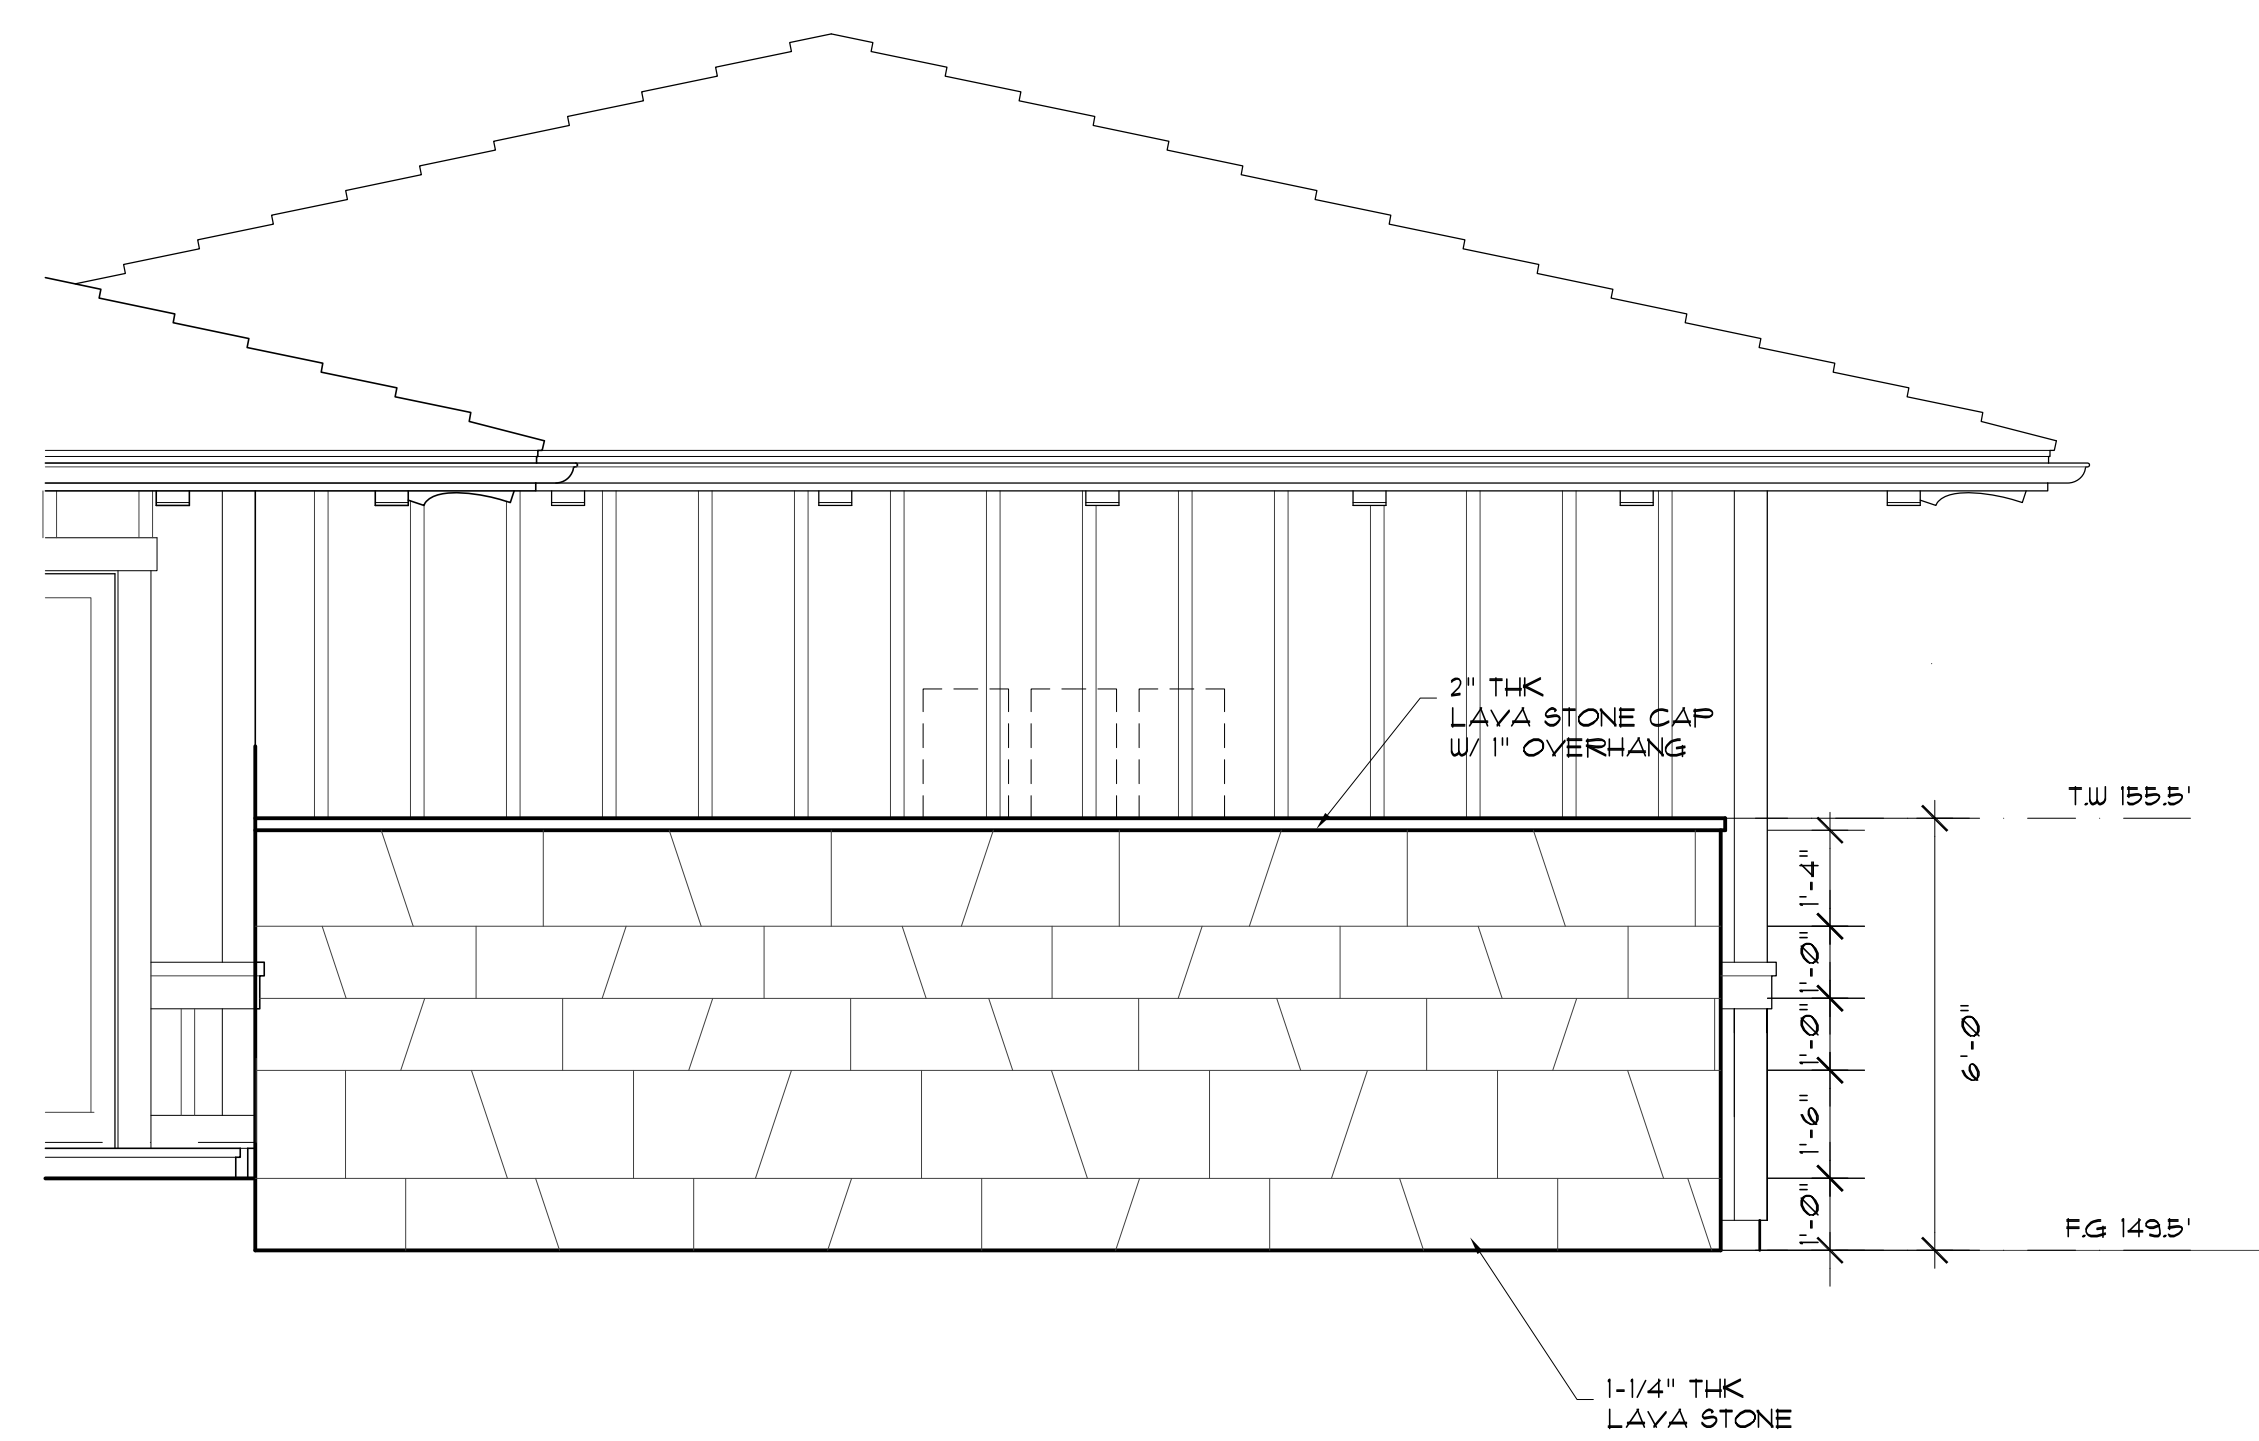 2" THK
LAVA STONE CAP
W/ 1" OVERHANG
T.W 155.5'
1'-4"
1'-0"
1'-0"
6'-0"
1'-6"
1'-0"
F.G 149.5'
1-1/4" THK
LAVA STONE